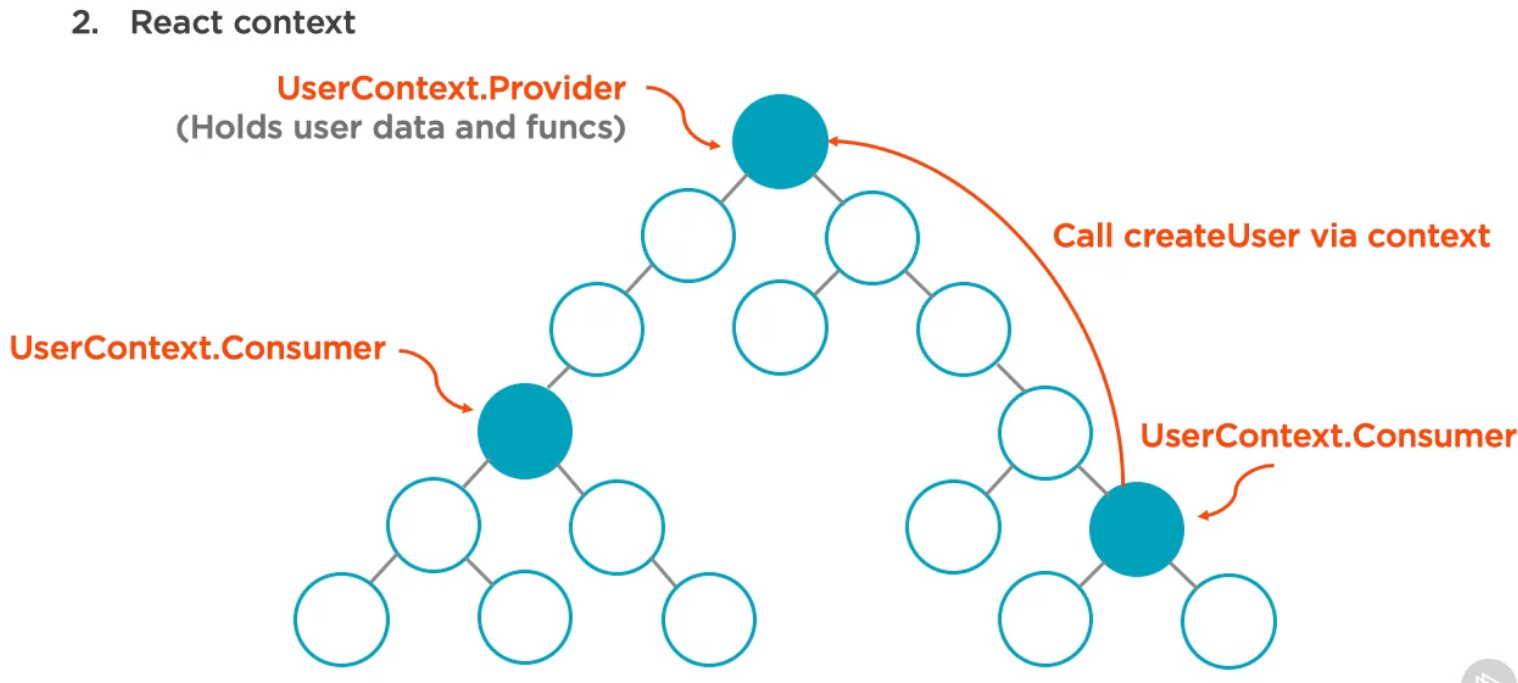 2. React context
UserContext.Provider
(Holds user data and funcs)
Call createUser via context
UserContext.Consumer
UserContext.Consumer